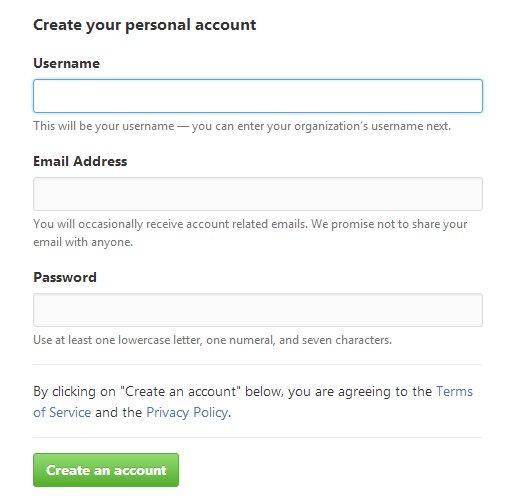 Create your personal account
Username
This will be your username — you can enter your organization's username next.
Email Address
You will occasionally receive account related emails. We promise not to share your
email with anyone.
Password
Use at least one lowercase letter, one numeral, and seven characters.
By clicking on "Create an account" below, you are agreeing to the Terms
of Service and the Privacy Policy.
Create an account